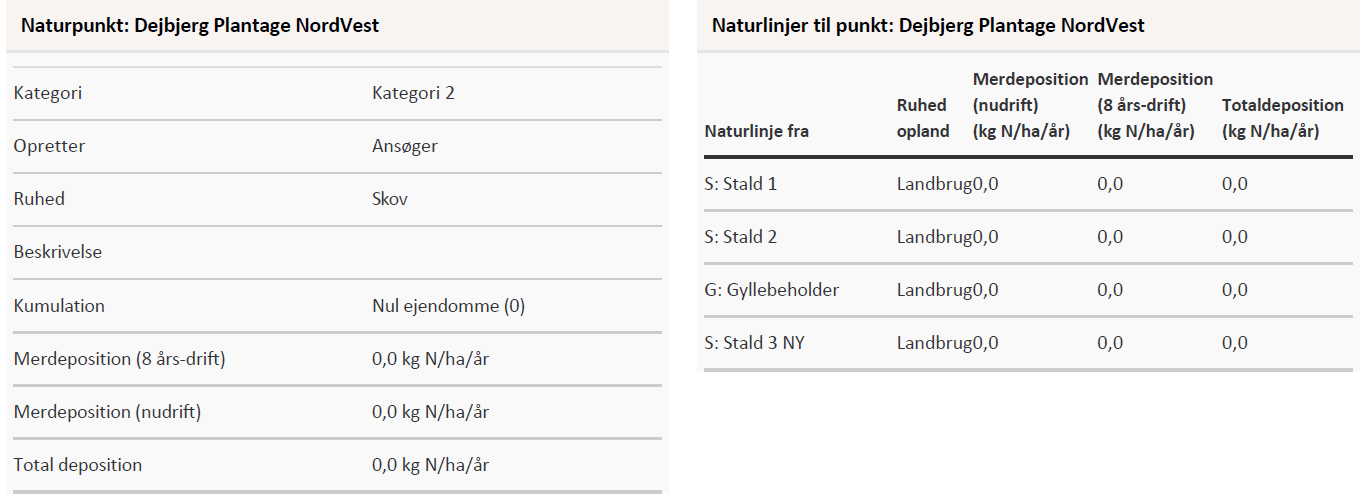 Naturpunkt: Dejbjerg Plantage NordVest
Kategori Kategori 2
Opretter Ansøger
Ruhed Skov
Beskrivelse
Kumulation Nul ejendomme (0)
Merdeposition (8 års-drift) 0,0 kg N/ha/år
Merdeposition (nudrift) 0,0 kg N/ha/år
Total deposition 0,0 kg N/ha/år
Naturlinjer til punkt: Dejbjerg Plantage NordVest
Merdeposition Merdeposition
Ruhed (nudrift) (8 års-drift) Totaldeposition
Naturlinje fra opland (kg N/ha/år) (kg N/ha/år) (kg N/ha/år)
S: Stald 1 Landbrug 0,0 0,0 0,0
S: Stald 2 Landbrug 0,0 0,0 0,0
G: Gyllebeholder Landbrug 0,0 0,0 0,0
S: Stald 3 NY Landbrug 0,0 0,0 0,0